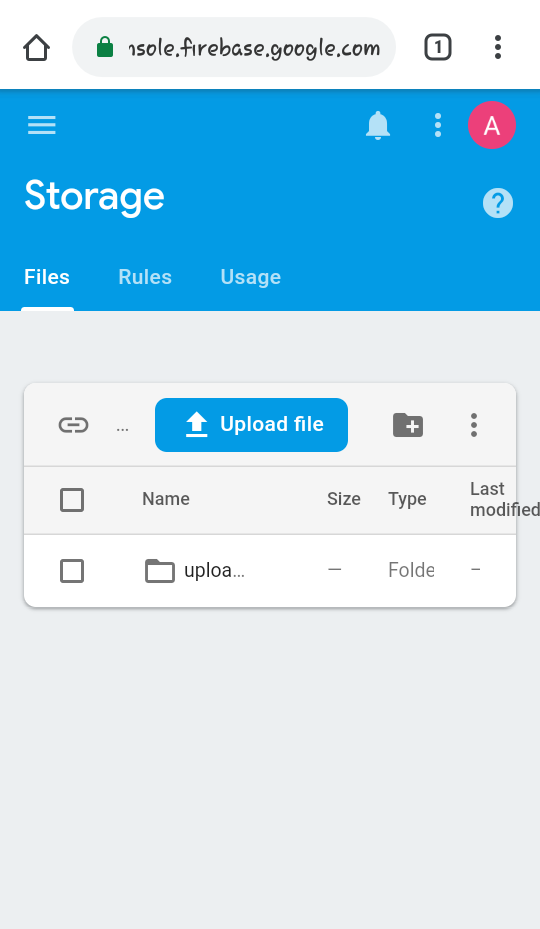 nsole.firebase.google.com
1
A
Storage
?
Files Rules Usage
... Upload file
Name Size Type Last modified
uploa... — Folde –